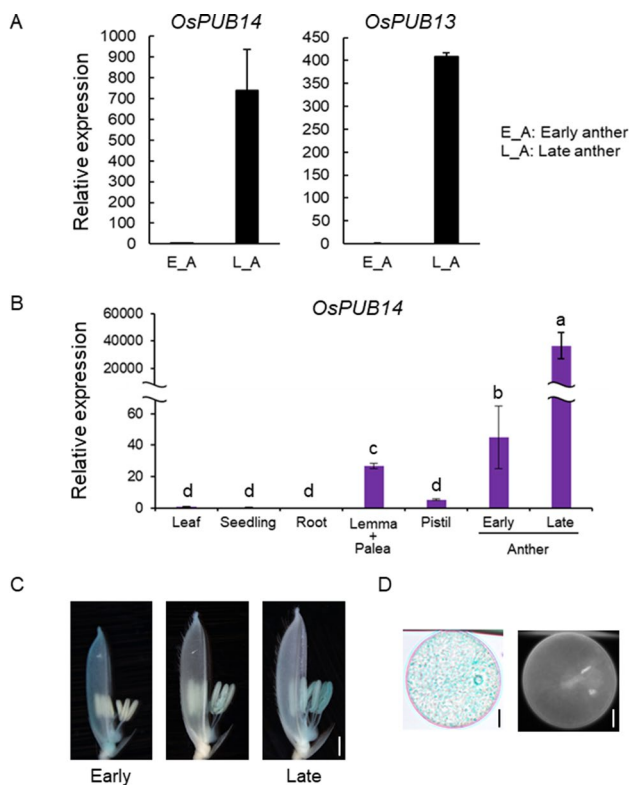 A
OsPUB14
OsPUB13
Relative expression
1000
900
800
700
600
500
400
300
200
100
0
E_A
L_A
450
400
350
300
250
200
150
100
50
0
E_A
L_A
E_A: Early anther
L_A: Late anther
B
OsPUB14
Relative expression
60000
40000
20000
60
40
20
0
d
d
d
c
d
b
a
Leaf
Seedling
Root
Lemma
+
Palea
Pistil
Early
Late
Anther
C
Early
Late
D